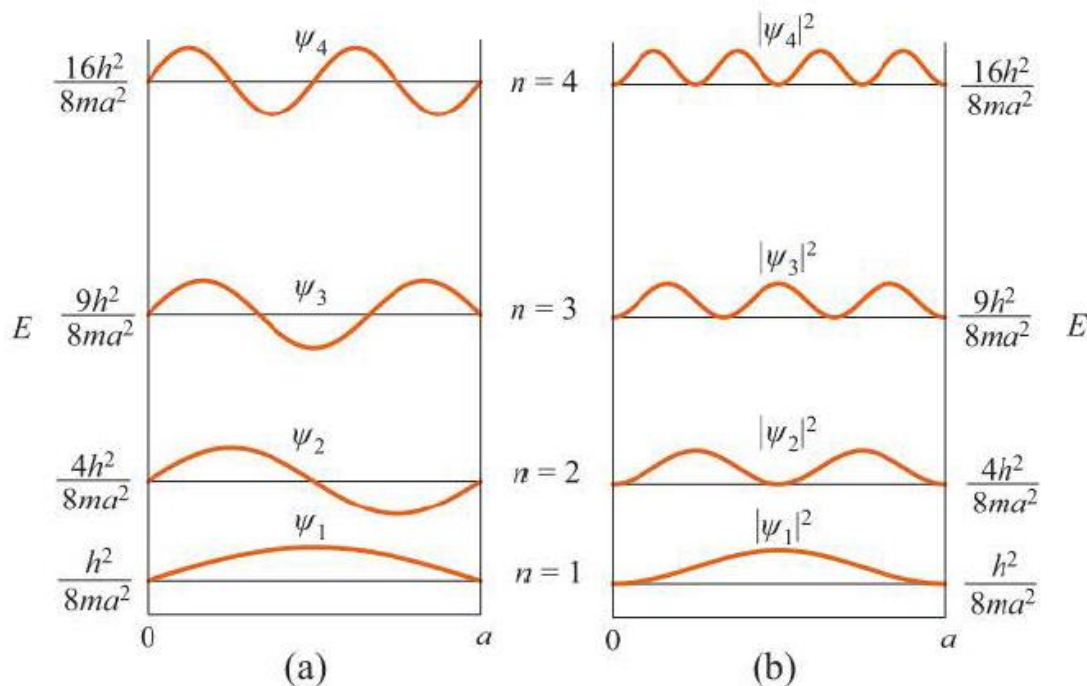 ψ₄
|ψ₄|²
16h²
8ma²
n = 4
16h²
8ma²
ψ₃
|ψ₃|²
E
9h²
8ma²
n = 3
9h²
8ma²
E
ψ₂
|ψ₂|²
4h²
8ma²
n = 2
4h²
8ma²
ψ₁
|ψ₁|²
h²
8ma²
n = 1
h²
8ma²
0
a
0
a
(a)
(b)